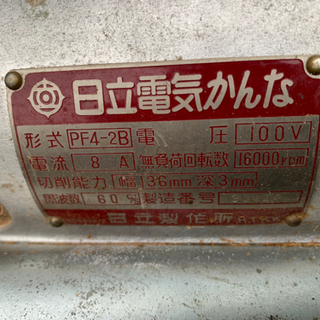 日立電気かんな
形式 PF4-2B 電圧 100V
電流 8A 無負荷回転数 16000rpm
切削能力 幅 136mm 深 3mm
周波数 60 製造番号
日立製作所